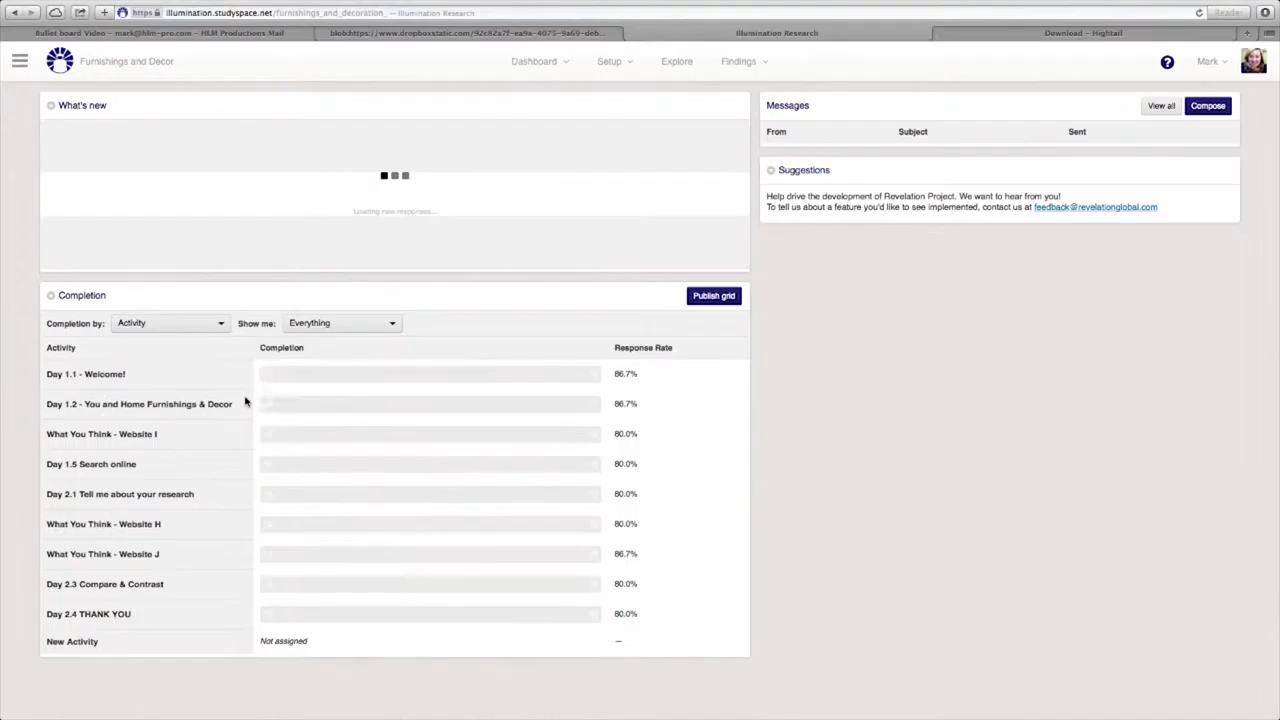 https illumination.studyspace.net/furnishings_and_decoration_ — Illumination Research
Reader
Bullet board Video – mark@hlm-pro.com – HLM Productions Mail
blob:https://www.dropboxstatic.com/92c82a7f-ea9a-4075-9a69-deb...
Illumination Research
Download – Hightail
Furnishings and Decor
Dashboard
Setup
Explore
Findings
?
Mark
What's new
Loading new responses...
Messages
View all
Compose
From Subject Sent
Suggestions
Help drive the development of Revelation Project. We want to hear from you!
To tell us about a feature you'd like to see implemented, contact us at feedback@revelationglobal.com
Completion
Publish grid
Completion by: Activity Show me: Everything
Activity Completion Response Rate
Day 1.1 - Welcome! 86.7%
Day 1.2 - You and Home Furnishings & Decor 86.7%
What You Think - Website I 80.0%
Day 1.5 Search online 80.0%
Day 2.1 Tell me about your research 80.0%
What You Think - Website H 80.0%
What You Think - Website J 86.7%
Day 2.3 Compare & Contrast 80.0%
Day 2.4 THANK YOU 80.0%
New Activity Not assigned —